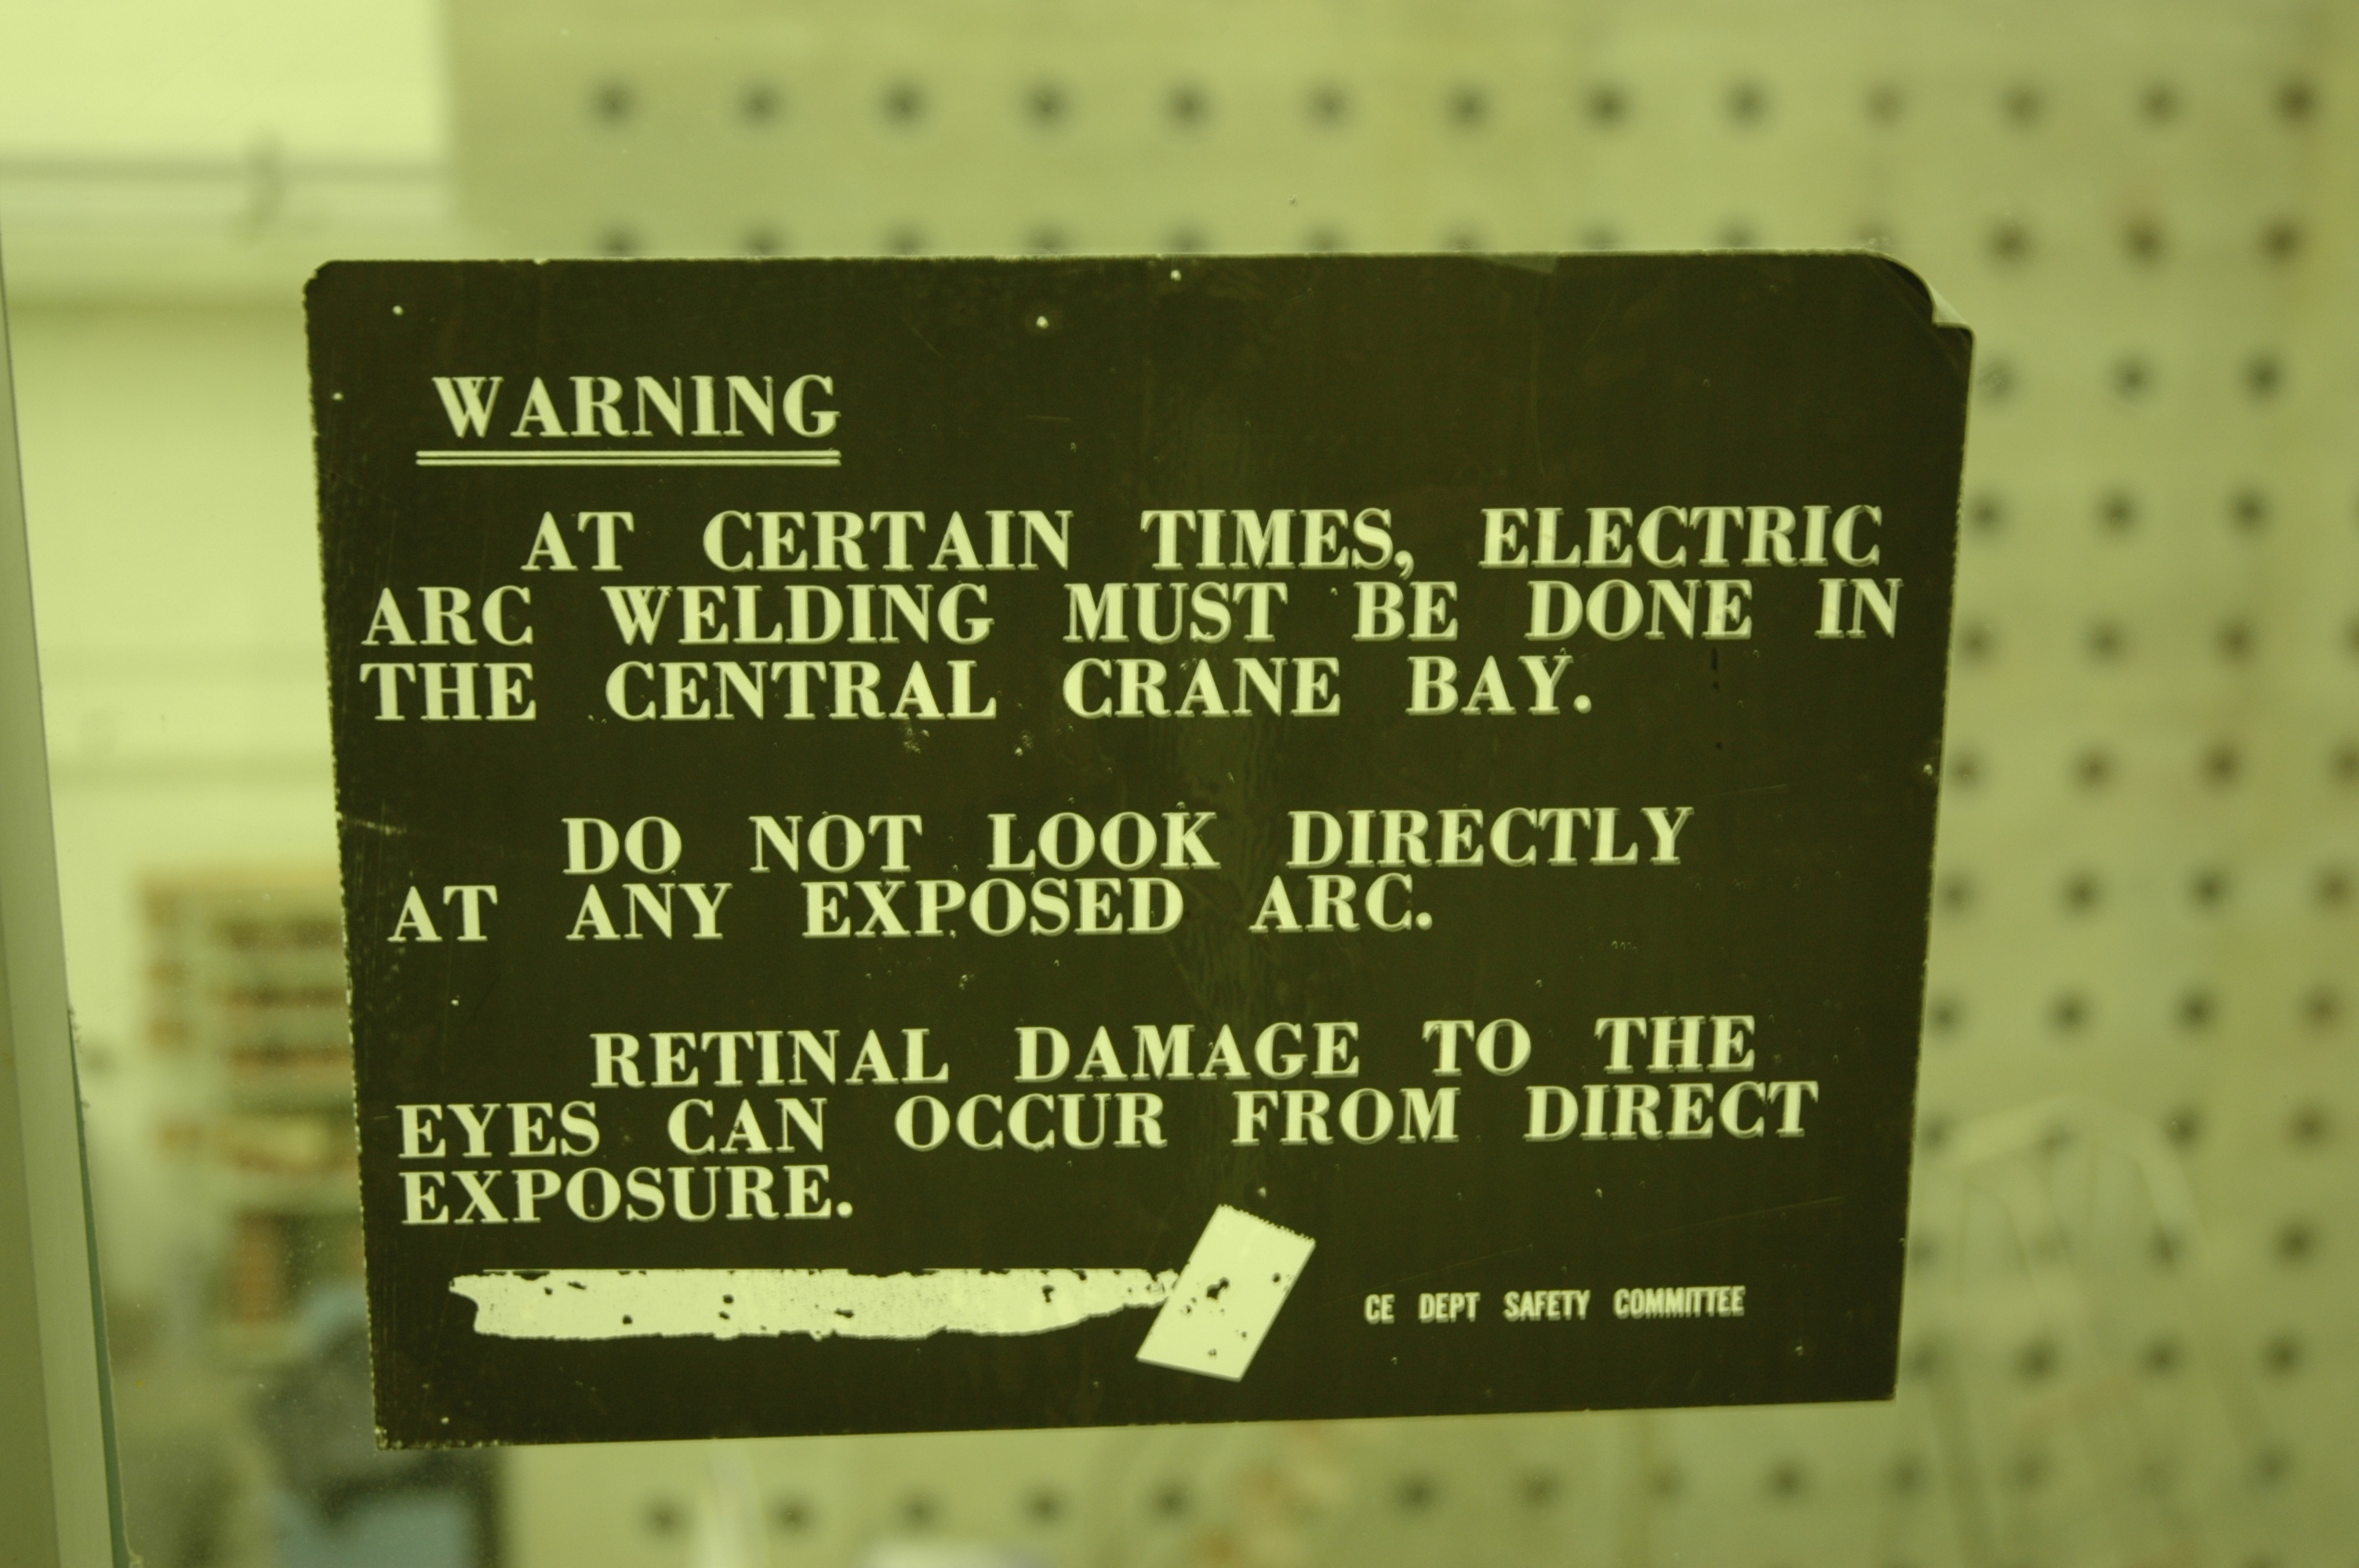 WARNING
AT CERTAIN TIMES, ELECTRIC
ARC WELDING MUST BE DONE IN
THE CENTRAL CRANE BAY.
DO NOT LOOK DIRECTLY
AT ANY EXPOSED ARC.
RETINAL DAMAGE TO THE
EYES CAN OCCUR FROM DIRECT
EXPOSURE.
CE DEPT SAFETY COMMITTEE